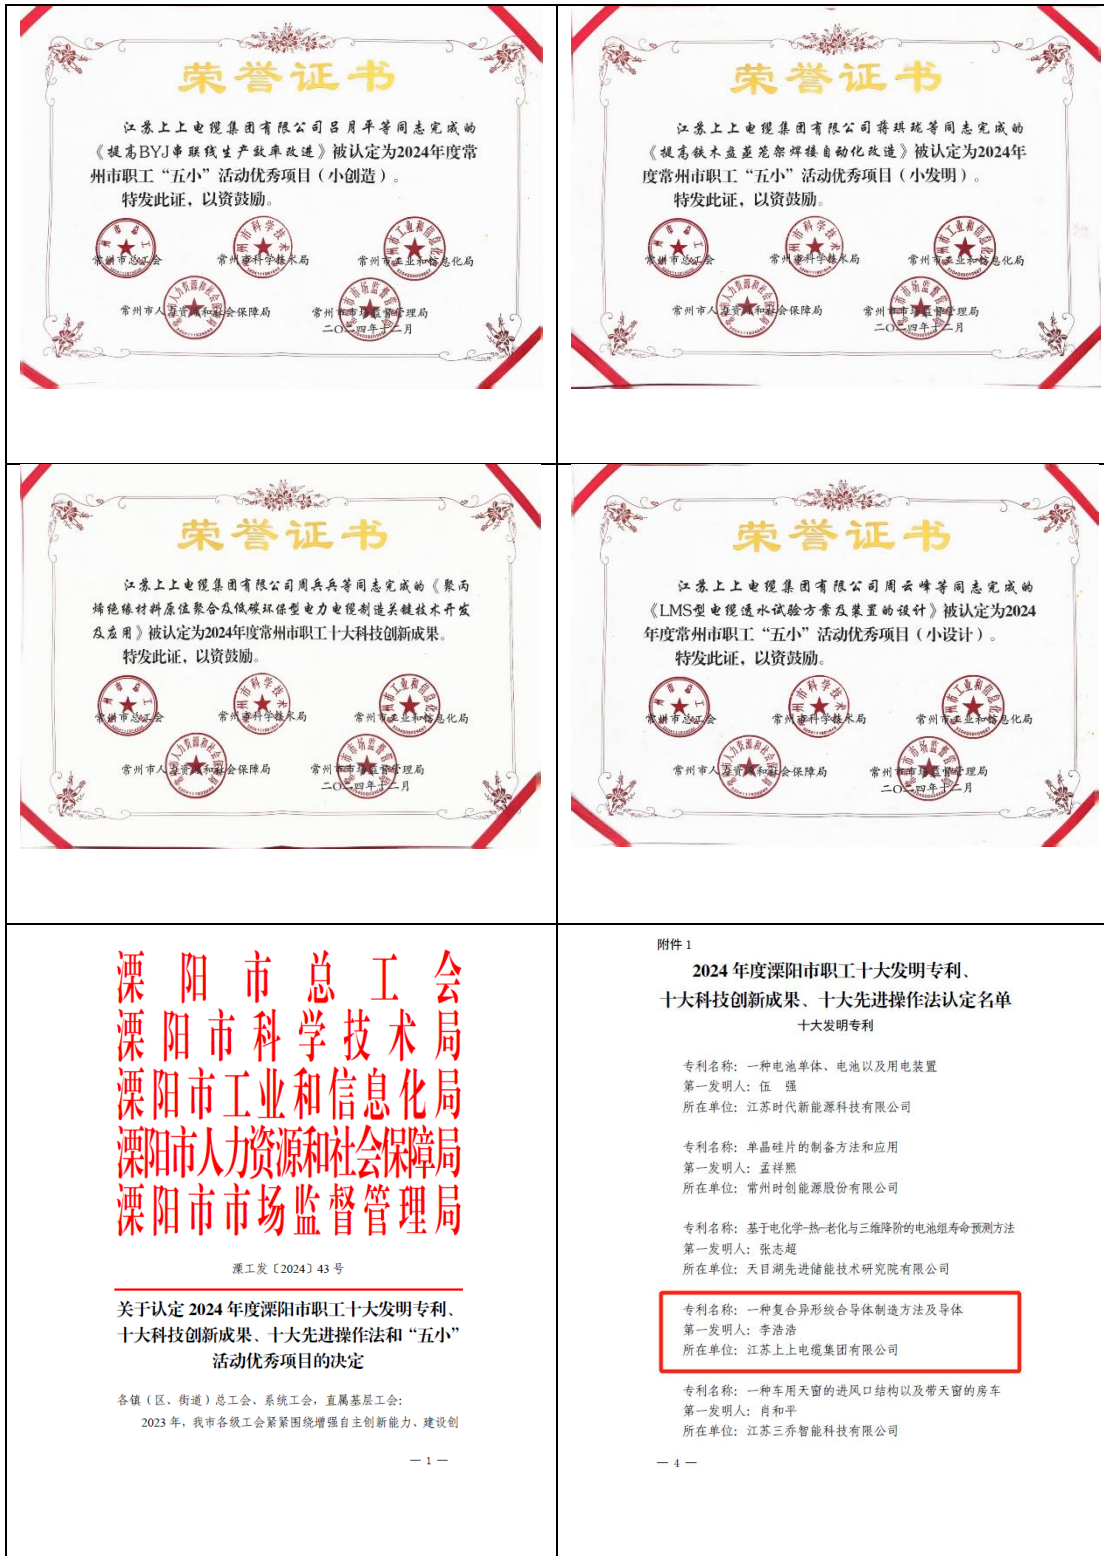 荣誉证书
江苏上上电缆集团有限公司吕月平等同志完成的
《提高BYJ串联线生产效率改进》被认定为2024年度常
州市职工“五小”活动优秀项目（小创造）。
特发此证，以资鼓励。
常州市总工会
常州市科学技术局
常州市工业和信息化局
常州市人力资源和社会保障局
常州市市场监督管理局
二〇二四年十二月
荣誉证书
江苏上上电缆集团有限公司蒋琪珑等同志完成的
《提高铁木盘蒸笼架焊接自动化改造》被认定为2024年
度常州市职工“五小”活动优秀项目（小发明）。
特发此证，以资鼓励。
常州市总工会
常州市科学技术局
常州市工业和信息化局
常州市人力资源和社会保障局
常州市市场监督管理局
二〇二四年十二月
荣誉证书
江苏上上电缆集团有限公司周兵兵等同志完成的《聚丙
烯绝缘材料原位聚合及低碳环保型电力电缆制造关键技术开发
及应用》被认定为2024年度常州市职工十大科技创新成果。
特发此证，以资鼓励。
常州市总工会
常州市科学技术局
常州市工业和信息化局
常州市人力资源和社会保障局
常州市市场监督管理局
二〇二四年十二月
荣誉证书
江苏上上电缆集团有限公司周云峰等同志完成的
《LMS型电缆透水试验方案及装置的设计》被认定为2024
年度常州市职工“五小”活动优秀项目（小设计）。
特发此证，以资鼓励。
常州市总工会
常州市科学技术局
常州市工业和信息化局
常州市人力资源和社会保障局
常州市市场监督管理局
二〇二四年十二月
溧阳市总工会
溧阳市科学技术局
溧阳市工业和信息化局
溧阳市人力资源和社会保障局
溧阳市市场监督管理局
溧工发〔2024〕43号
关于认定2024年度溧阳市职工十大发明专利、
十大科技创新成果、十大先进操作法和“五小”
活动优秀项目的决定
各镇（区、街道）总工会、系统工会，直属基层工会：
2023年，我市各级工会紧紧围绕增强自主创新能力、建设创
— 1 —
附件1
2024年度溧阳市职工十大发明专利、
十大科技创新成果、十大先进操作法认定名单
十大发明专利
专利名称：一种电池单体、电池以及用电装置
第一发明人：伍 强
所在单位：江苏时代新能源科技有限公司
专利名称：单晶硅片的制备方法和应用
第一发明人：孟祥熙
所在单位：常州时创能源股份有限公司
专利名称：基于电化学-热-老化与三维降阶的电池组寿命预测方法
第一发明人：张志超
所在单位：天目湖先进储能技术研究院有限公司
专利名称：一种复合异形绞合导体制造方法及导体
第一发明人：李浩浩
所在单位：江苏上上电缆集团有限公司
专利名称：一种车用天窗的进风口结构以及带天窗的房车
第一发明人：肖和平
所在单位：江苏三乔智能科技有限公司
— 4 —